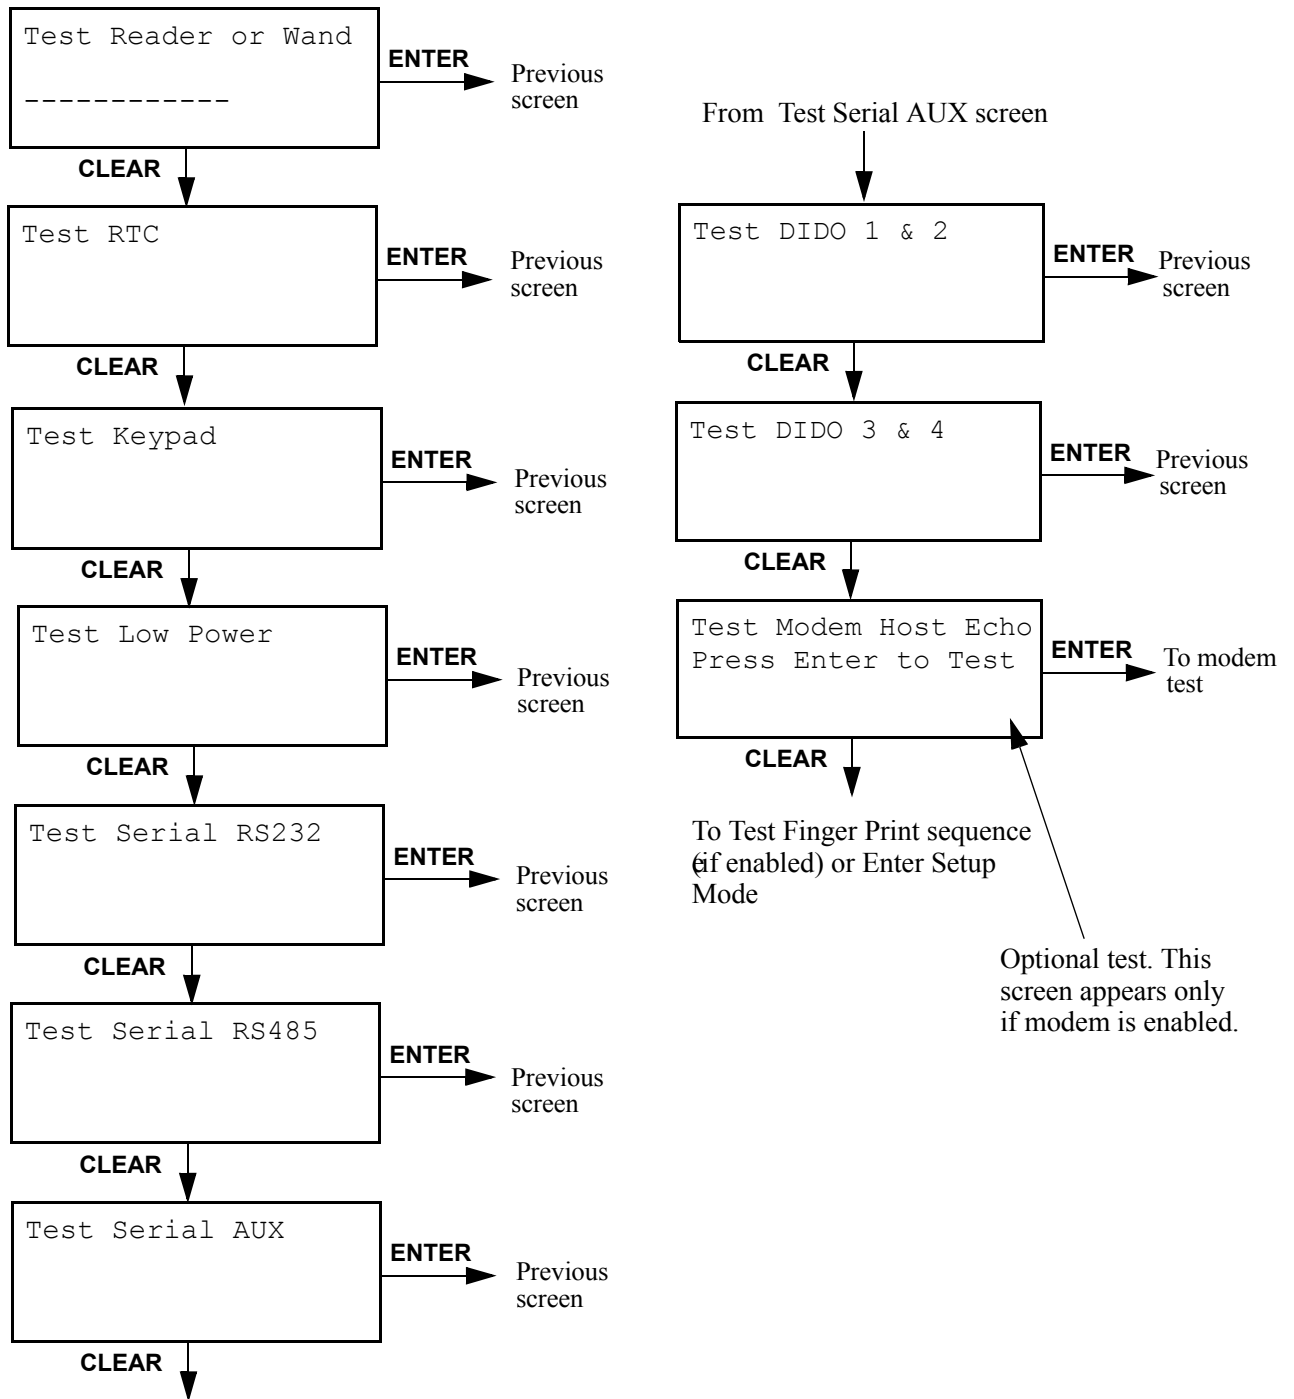 Test Reader or Wand
------------
ENTER
Previous
screen
CLEAR
Test RTC
ENTER
Previous
screen
CLEAR
Test Keypad
ENTER
Previous
screen
CLEAR
Test Low Power
ENTER
Previous
screen
CLEAR
Test Serial RS232
ENTER
Previous
screen
CLEAR
Test Serial RS485
ENTER
Previous
screen
CLEAR
Test Serial AUX
ENTER
Previous
screen
CLEAR
From Test Serial AUX screen
Test DIDO 1 & 2
ENTER
Previous
screen
CLEAR
Test DIDO 3 & 4
ENTER
Previous
screen
CLEAR
Test Modem Host Echo
Press Enter to Test
ENTER
To modem
test
CLEAR
To Test Finger Print sequence
(if enabled) or Enter Setup
Mode
Optional test. This
screen appears only
if modem is enabled.